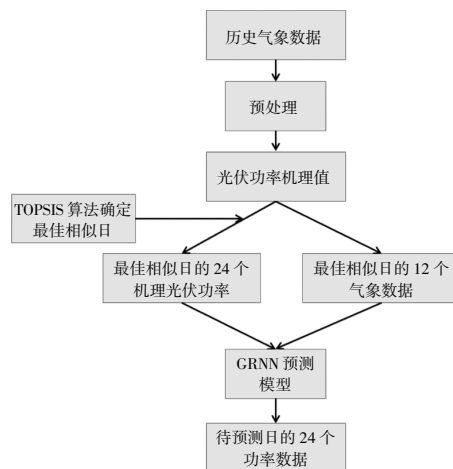 历史气象数据
预处理
光伏功率机理值
TOPSIS 算法确定
最佳相似日
最佳相似日的 24 个
机理光伏功率
最佳相似日的 12 个
气象数据
GRNN 预测
模型
待预测日的 24 个
功率数据